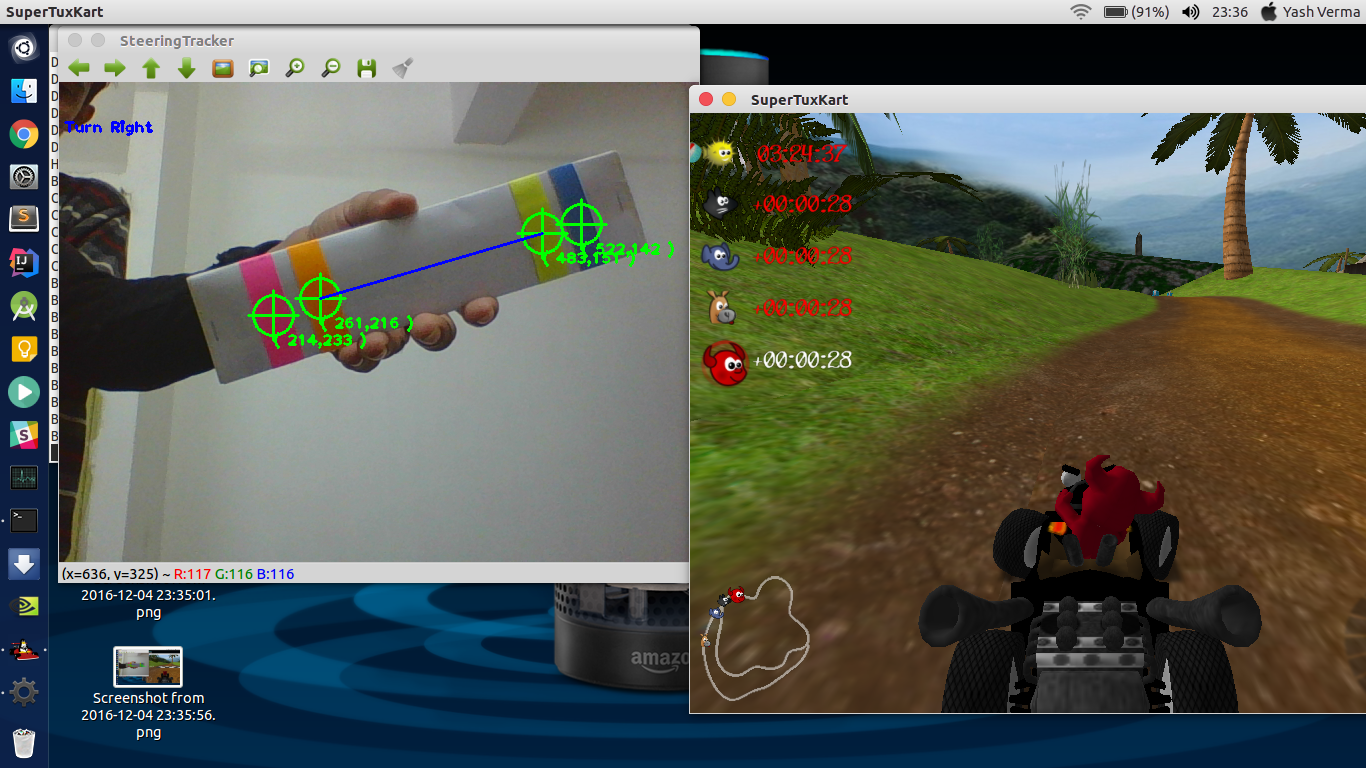 SuperTuxKart
(91%)
23:36
Yash Verma
SteeringTracker
Turn Right
( 522,142 )
( 483,151 )
( 261,216 )
( 214,233 )
(x=636, y=325) ~ R:117 G:116 B:116
2016-12-04 23:35:01.
png
Screenshot from
2016-12-04 23:35:56.
png
SuperTuxKart
03:24:37
+00:00:28
+00:00:28
+00:00:28
+00:00:28